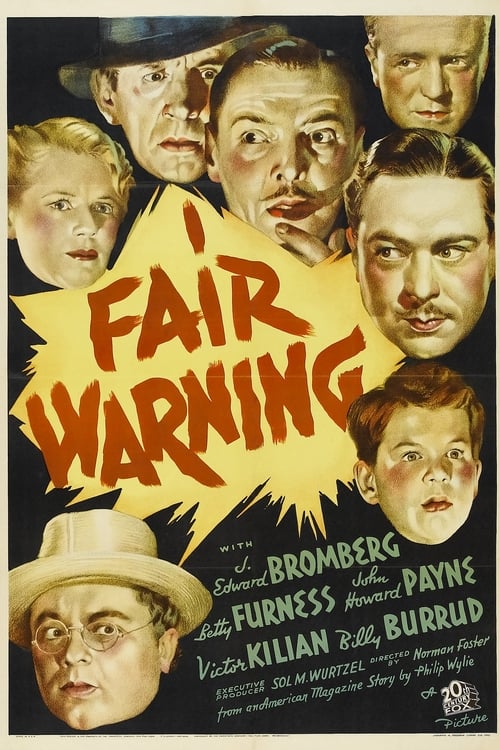 FAIR
WARNING
WITH
J. Edward BROMBERG
Betty FURNESS John Howard PAYNE
Victor KILIAN Billy BURRUD
EXECUTIVE PRODUCER SOL M. WURTZEL DIRECTED BY Norman Foster
from an American Magazine Story by Philip Wylie
A 20TH CENTURY FOX Picture